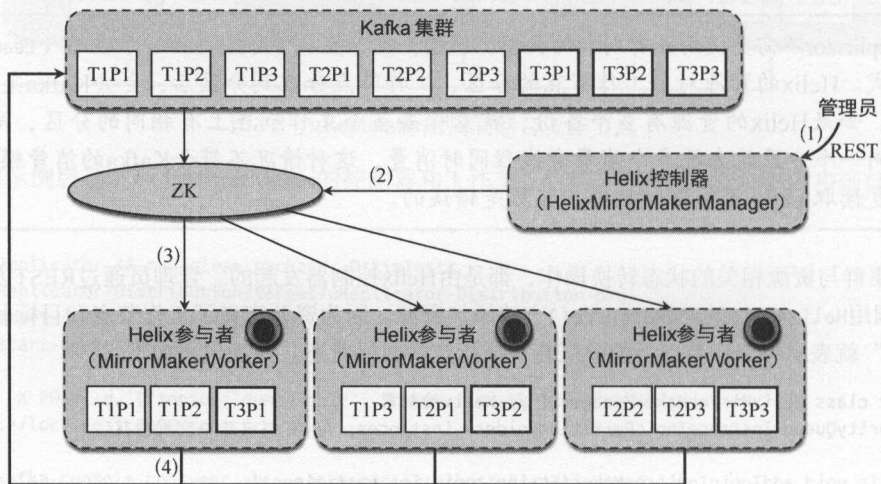 Kafka 集群
T1P1 T1P2 T1P3 T2P1 T2P2 T2P3 T3P1 T3P2 T3P3
管理员
(1)
REST
Helix控制器
(HelixMirrorMakerManager)
(2)
ZK
(3)
Helix参与者
(MirrorMakerWorker)
T1P1 T1P2 T3P1
Helix参与者
(MirrorMakerWorker)
T1P3 T2P1 T3P2
Helix参与者
(MirrorMakerWorker)
T2P2 T2P3 T3P3
(4)